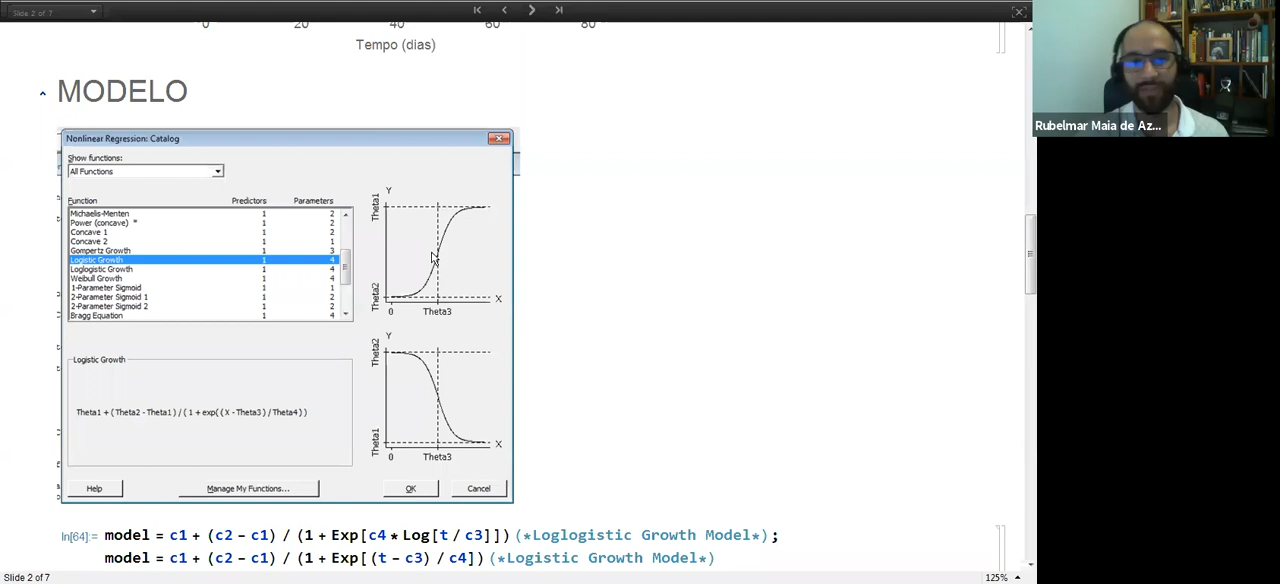 Slide 2 of 7
0 20 40 60 80
Tempo (dias)
MODELO
Nonlinear Regression: Catalog
Show functions:
All Functions
Function Predictors Parameters
Michaelis-Menten 1 2
Power (concave) * 1 2
Concave 1 1 2
Concave 2 1 1
Gompertz Growth 1 3
Logistic Growth 1 4
Loglogistic Growth 1 4
Weibull Growth 1 4
1-Parameter Sigmoid 1 1
2-Parameter Sigmoid 1 1 2
2-Parameter Sigmoid 2 1 2
Bragg Equation 1 4
Y
Theta1
Theta2
X
0 Theta3
Y
Theta2
Theta1
X
0 Theta3
Logistic Growth
Theta1 + (Theta2 - Theta1) / (1 + exp((X - Theta3) / Theta4))
Help Manage My Functions... OK Cancel
In[64]:= model = c1 + (c2 - c1) / (1 + Exp[c4 * Log[t / c3]]) (*Loglogistic Growth Model*);
model = c1 + (c2 - c1) / (1 + Exp[(t - c3) / c4]) (*Logistic Growth Model*)
Slide 2 of 7 125%
Rubelmar Maia de Az...